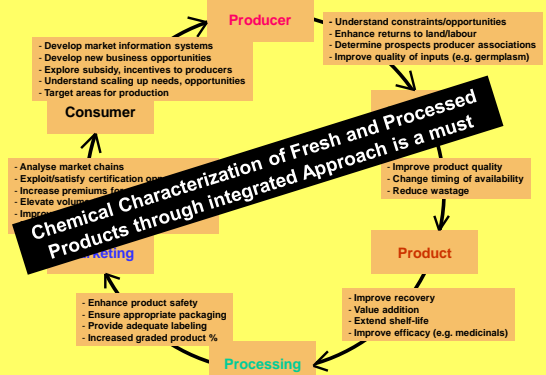 Producer
- Understand constraints/opportunities
- Enhance returns to land/labour
- Determine prospects producer associations
- Improve quality of inputs (e.g. germplasm)
- Develop market information systems
- Develop new business opportunities
- Explore subsidy, incentives to producers
- Understand scaling up needs, opportunities
- Target areas for production
Consumer
Chemical Characterization of Fresh and Processed
Products through integrated Approach is a must
- Analyse market chains
- Exploit/satisfy certification
- Increase premiums
- Elevate
- Improve product quality
- Change timing of availability
- Reduce wastage
Product
- Enhance product safety
- Ensure appropriate packaging
- Provide adequate labeling
- Increased graded product %
- Improve recovery
- Value addition
- Extend shelf-life
- Improve efficacy (e.g. medicinals)
Processing